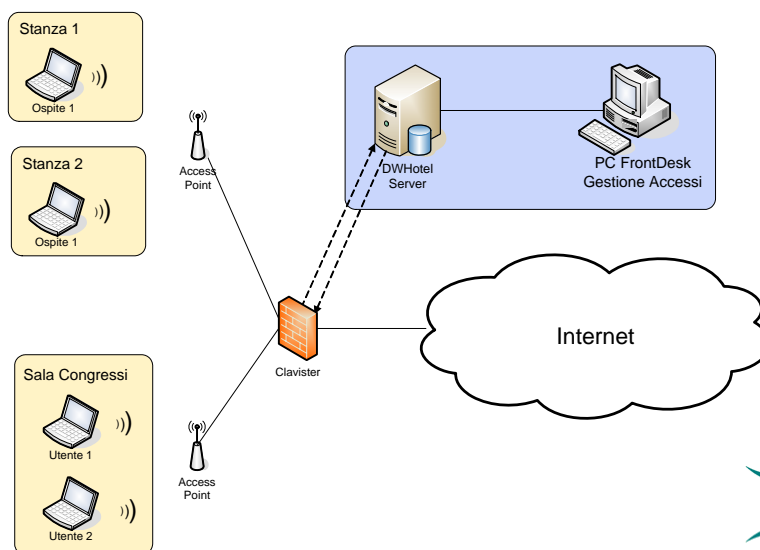 Stanza 1
Ospite 1
Stanza 2
Ospite 1
Sala Congressi
Utente 1
Utente 2
Access
Point
Access
Point
Clavister
DWHotel
Server
PC FrontDesk
Gestione Accessi
Internet